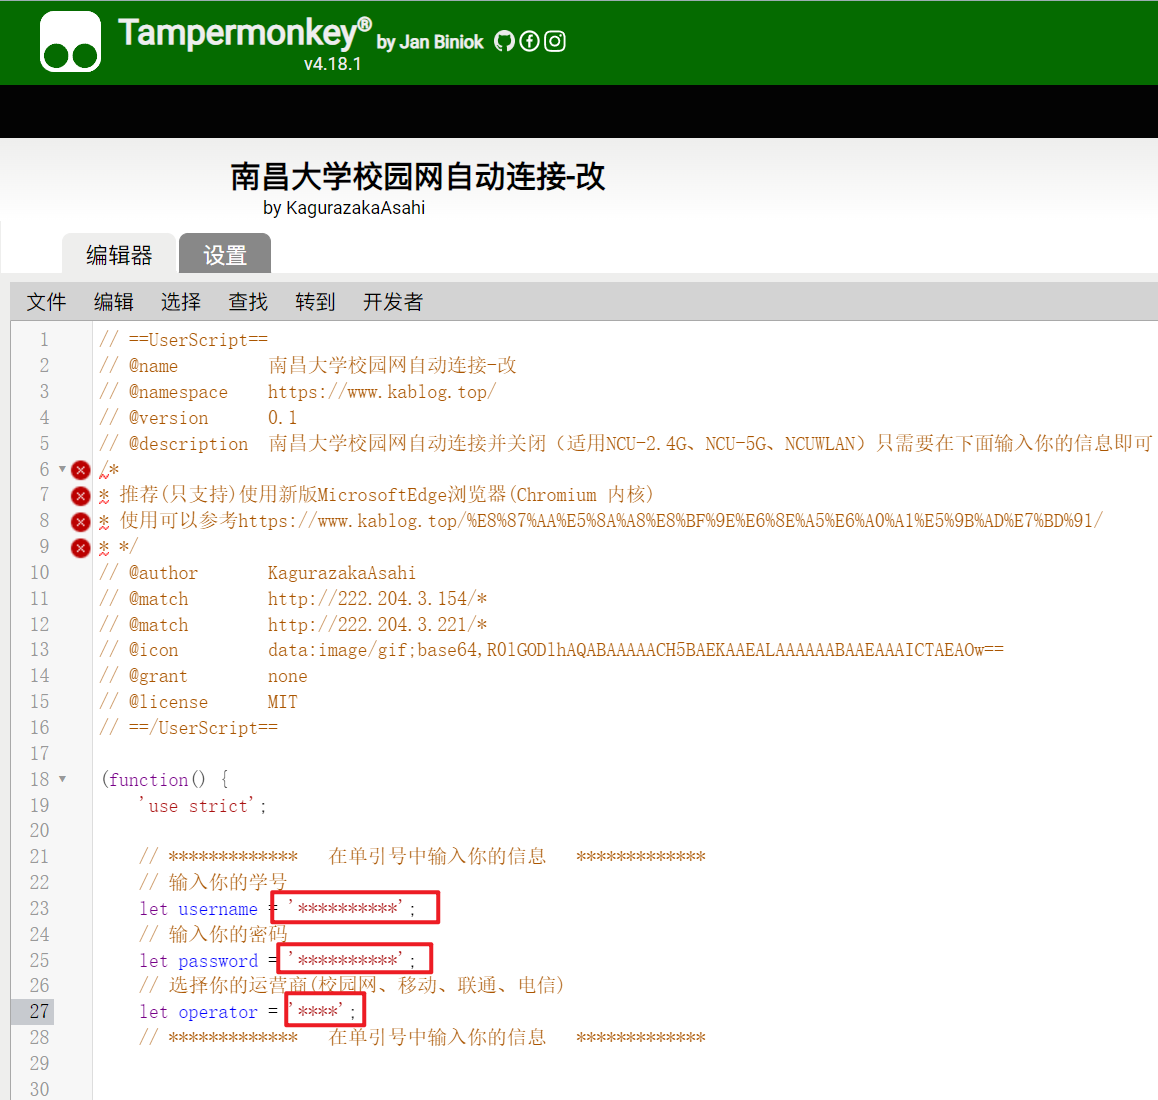 Tampermonkey® by Jan Biniok
v4.18.1
南昌大学校园网自动连接-改
by KagurazakaAsahi
编辑器 设置
文件 编辑 选择 查找 转到 开发者
1 // ==UserScript==
2 // @name 南昌大学校园网自动连接-改
3 // @namespace https://www.kablog.top/
4 // @version 0.1
5 // @description 南昌大学校园网自动连接并关闭（适用NCU-2.4G、NCU-5G、NCUWLAN）只需要在下面输入你的信息即可
6 /*
7 * 推荐(只支持)使用新版MicrosoftEdge浏览器(Chromium 内核)
8 * 使用可以参考https://www.kablog.top/%E8%87%AA%E5%8A%A8%E8%BF%9E%E6%8E%A5%E6%A0%A1%E5%9B%AD%E7%BD%91/
9 * */
10 // @author KagurazakaAsahi
11 // @match http://222.204.3.154/*
12 // @match http://222.204.3.221/*
13 // @icon data:image/gif;base64,R0lGODlhAQABAAAAACH5BAEKAAEALAAAAAABAAEAAAICTAEAOw==
14 // @grant none
15 // @license MIT
16 // ==/UserScript==
17
18 (function() {
19 'use strict';
20
21 // ************* 在单引号中输入你的信息 *************
22 // 输入你的学号
23 let username = '**********';
24 // 输入你的密码
25 let password = '**********';
26 // 选择你的运营商(校园网、移动、联通、电信)
27 let operator = '****';
28 // ************* 在单引号中输入你的信息 *************
29
30